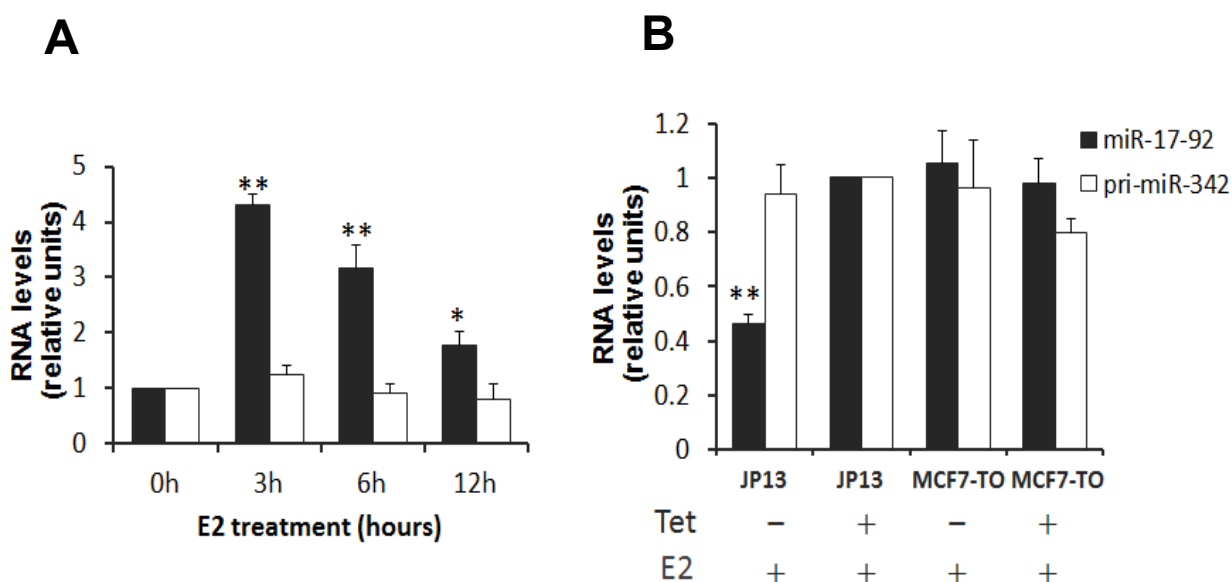 A
RNA levels
(relative units)
5
4
3
2
1
0
**
**
*
0h 3h 6h 12h
E2 treatment (hours)
B
RNA levels
(relative units)
1.2
1
0.8
0.6
0.4
0.2
0
**
miR-17-92
pri-miR-342
JP13 JP13 MCF7-TO MCF7-TO
Tet − + − +
E2 + + + +